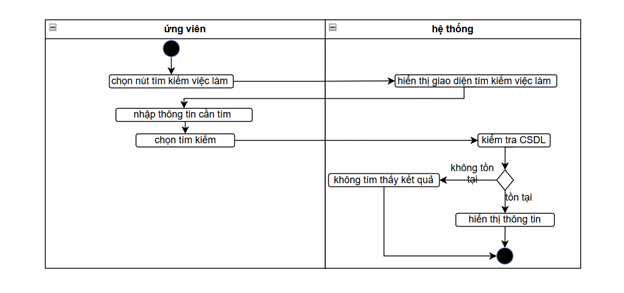 ứng viên
hệ thống
chọn nút tìm kiếm việc làm
hiển thị giao diện tìm kiếm việc làm
nhập thông tin cần tìm
chọn tìm kiếm
kiểm tra CSDL
không tồn
tại
không tìm thấy kết quả
tồn tại
hiển thị thông tin